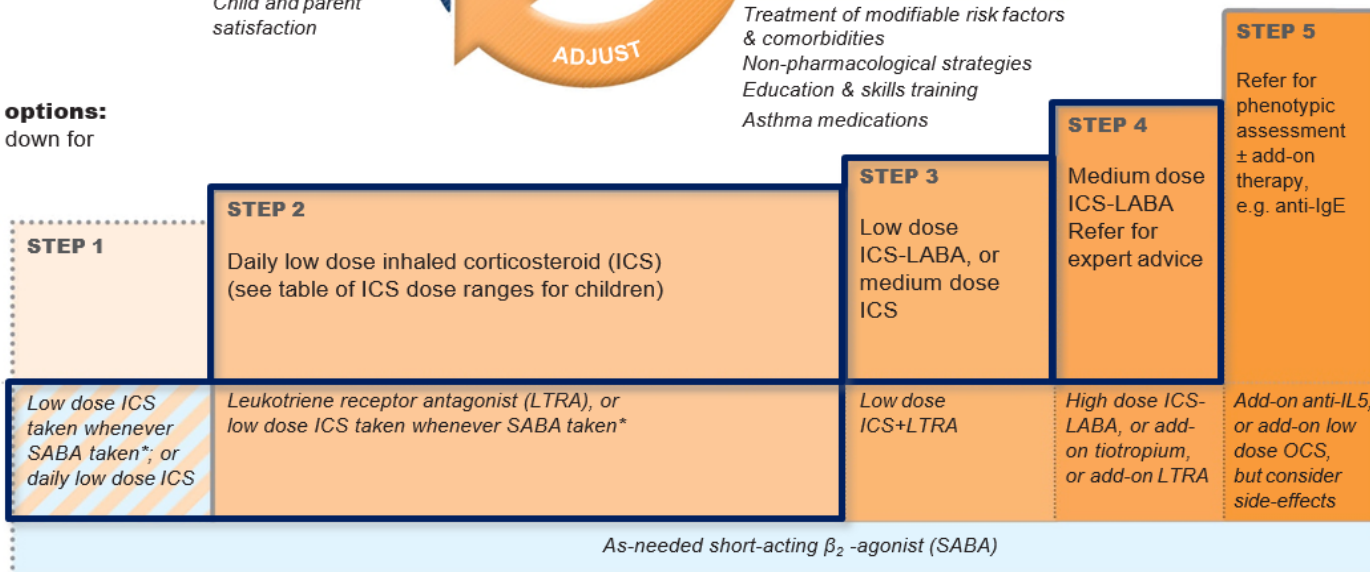 Child and parent
satisfaction
ADJUST
Treatment of modifiable risk factors
& comorbidities
Non-pharmacological strategies
Education & skills training
Asthma medications
options:
down for
STEP 1
STEP 2
Daily low dose inhaled corticosteroid (ICS)
(see table of ICS dose ranges for children)
STEP 3
Low dose
ICS-LABA, or
medium dose
ICS
STEP 4
Medium dose
ICS-LABA
Refer for
expert advice
STEP 5
Refer for
phenotypic
assessment
± add-on
therapy,
e.g. anti-IgE
Low dose ICS
taken whenever
SABA taken*; or
daily low dose ICS
Leukotriene receptor antagonist (LTRA), or
low dose ICS taken whenever SABA taken*
Low dose
ICS+LTRA
High dose ICS-
LABA, or add-
on tiotropium,
or add-on LTRA
Add-on anti-IL5,
or add-on low
dose OCS,
but consider
side-effects
As-needed short-acting β₂ -agonist (SABA)